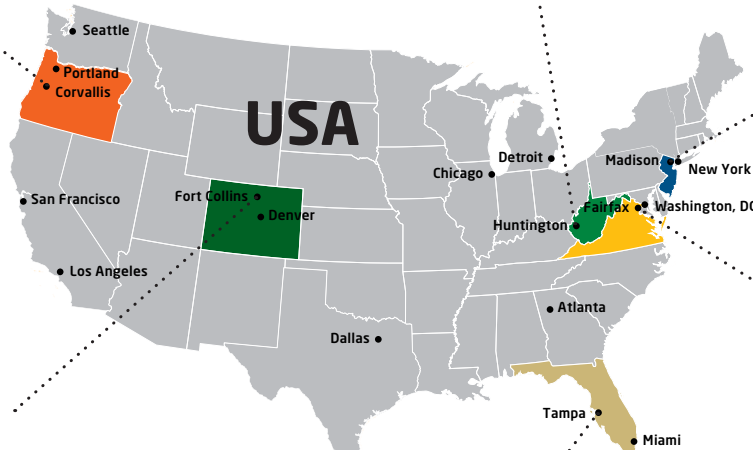 Seattle
Portland
Corvallis
USA
Detroit
Madison
New York
Chicago
Fort Collins
San Francisco
Fairfax
Washington, DC
Denver
Huntington
Los Angeles
Atlanta
Dallas
Tampa
Miami